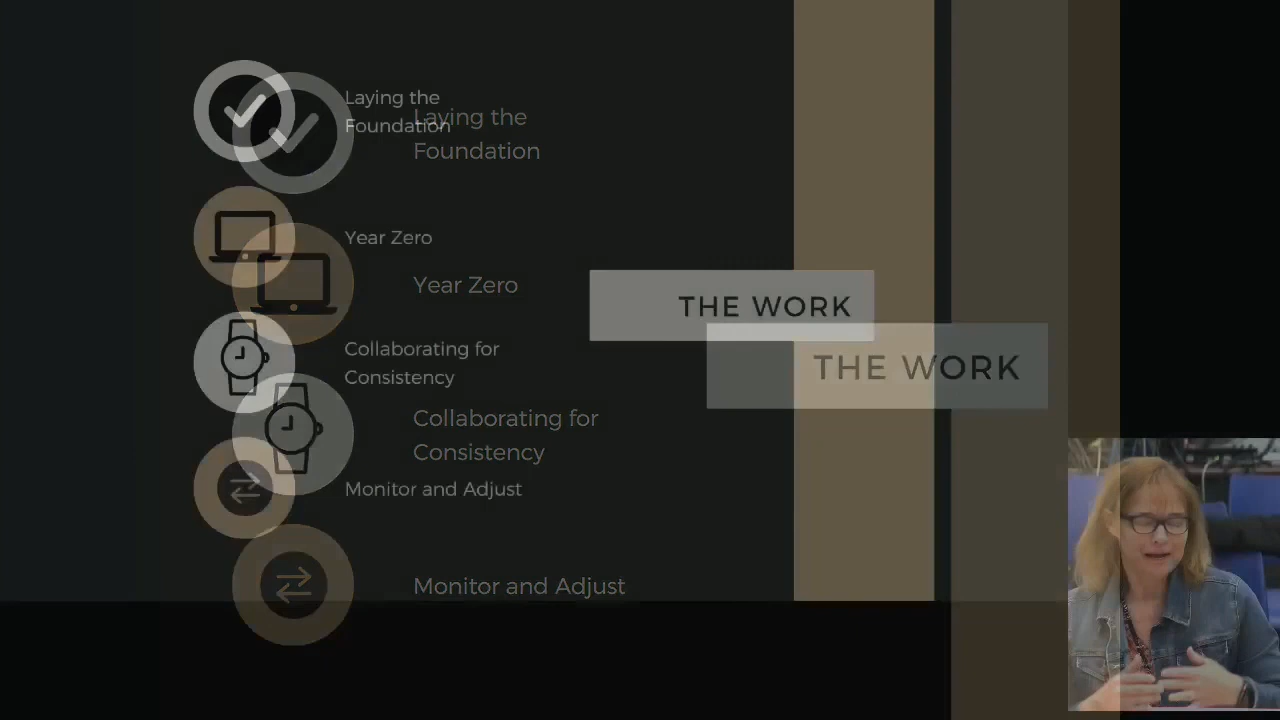 Laying the
Foundation
Laying the
Foundation
Year Zero
Year Zero
THE WORK
THE WORK
Collaborating for
Consistency
Collaborating for
Consistency
Monitor and Adjust
Monitor and Adjust